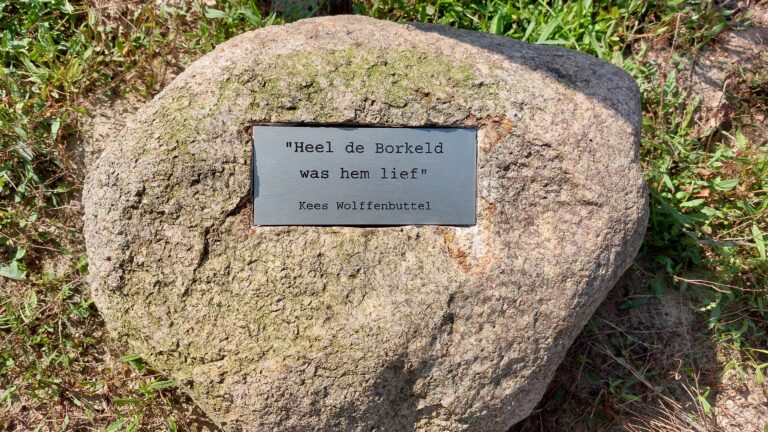 "Heel de Borkeld
was hem lief"
Kees Wolffenbuttel